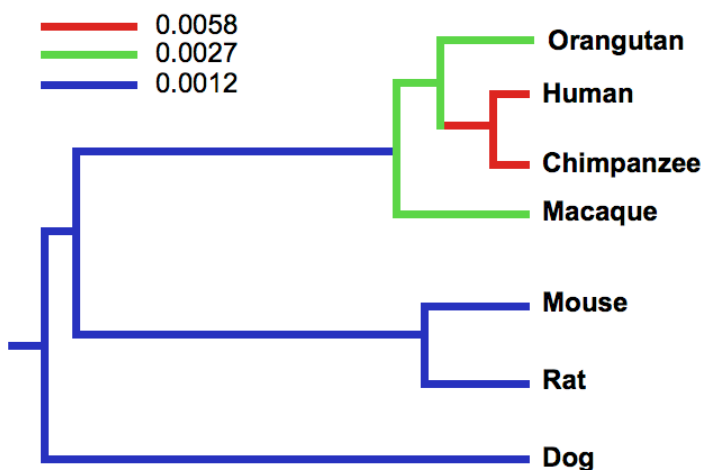 0.0058
0.0027
0.0012
Orangutan
Human
Chimpanzee
Macaque
Mouse
Rat
Dog